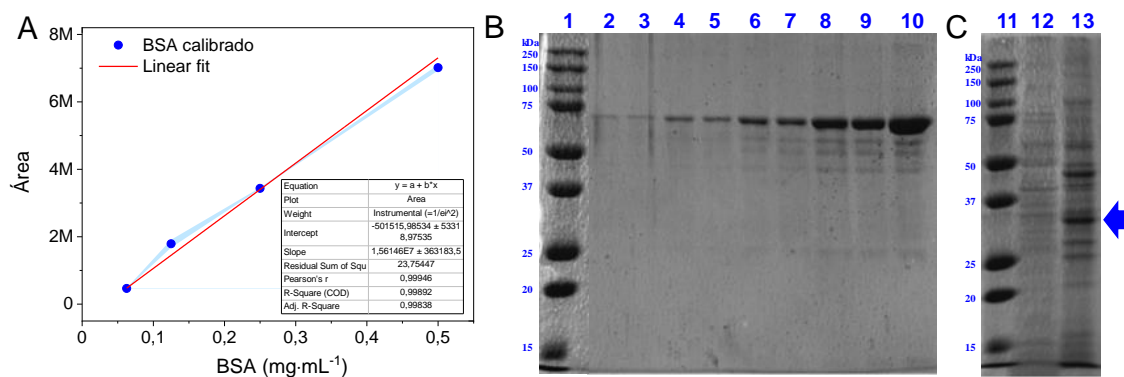 A
8M
6M
4M
2M
0
Área
BSA calibrado
Linear fit
Equation y = a + b*x
Plot Area
Weight Instrumental (=1/ei^2)
Intercept -501515,98534 ± 5331
8,97535
Slope 1,56146E7 ± 363183,5
Residual Sum of Squ 23,75447
Pearson's r 0,99946
R-Square (COD) 0,99892
Adj. R-Square 0,99838
0 0,1 0,2 0,3 0,4 0,5
BSA (mg·mL⁻¹)
B
1 2 3 4 5 6 7 8 9 10
kDa
250
150
100
75
50
37
25
20
15
C
11 12 13
kDa
250
150
100
75
50
37
25
20
15